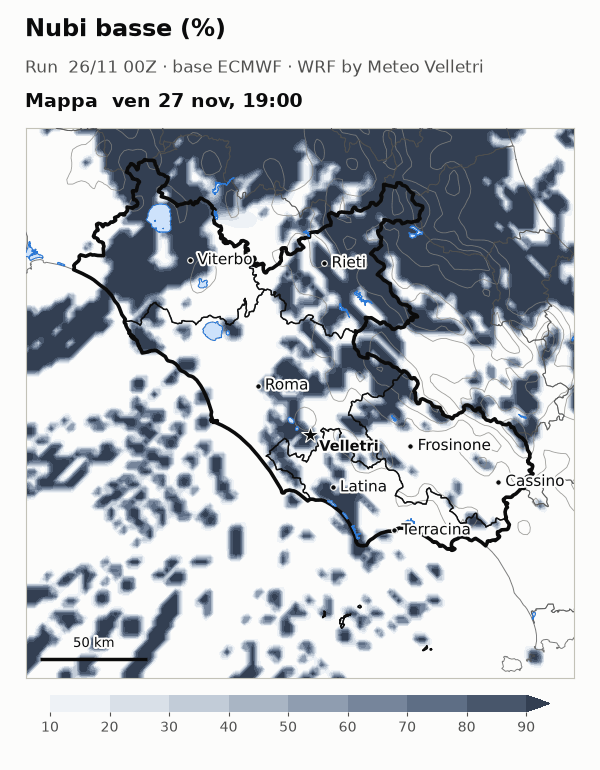 Nubi basse (%)
Run  26/11 00Z · base ECMWF · WRF by Meteo Velletri
Mappa  ven 27 nov, 19:00
Viterbo
Rieti
Roma
Velletri
Frosinone
Latina
Cassino
Terracina
50 km
10 20 30 40 50 60 70 80 90